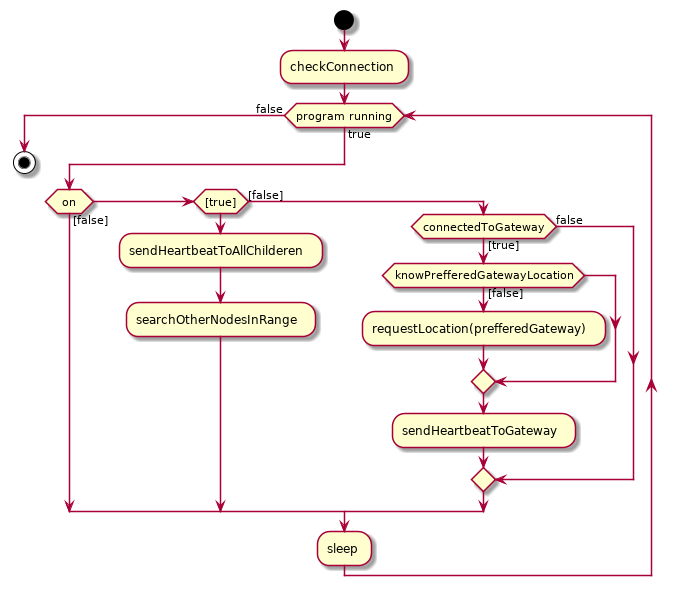 checkConnection
false
program running
true
on
[false]
[true]
[false]
connectedToGateway
false
[true]
sendHeartbeatToAllChilderen
knowPrefferedGatewayLocation
[false]
searchOtherNodesInRange
requestLocation(prefferedGateway)
sendHeartbeatToGateway
sleep